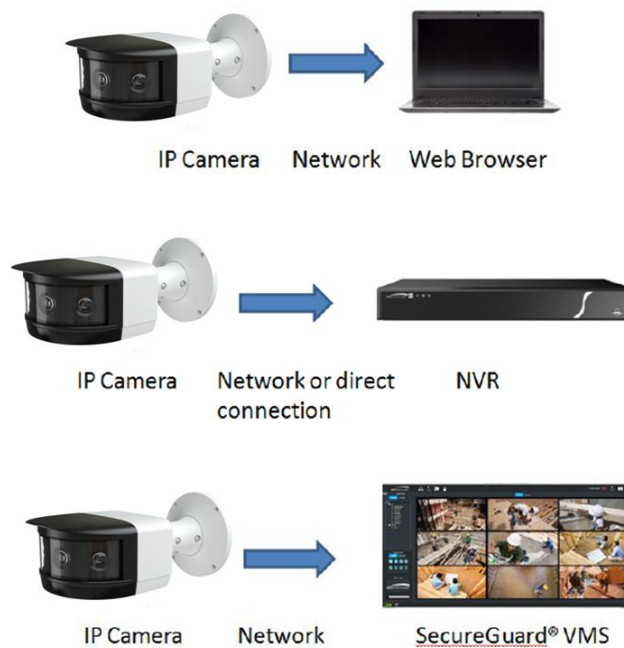 IP Camera Network Web Browser
IP Camera Network or direct NVR
connection
IP Camera Network SecureGuard® VMS